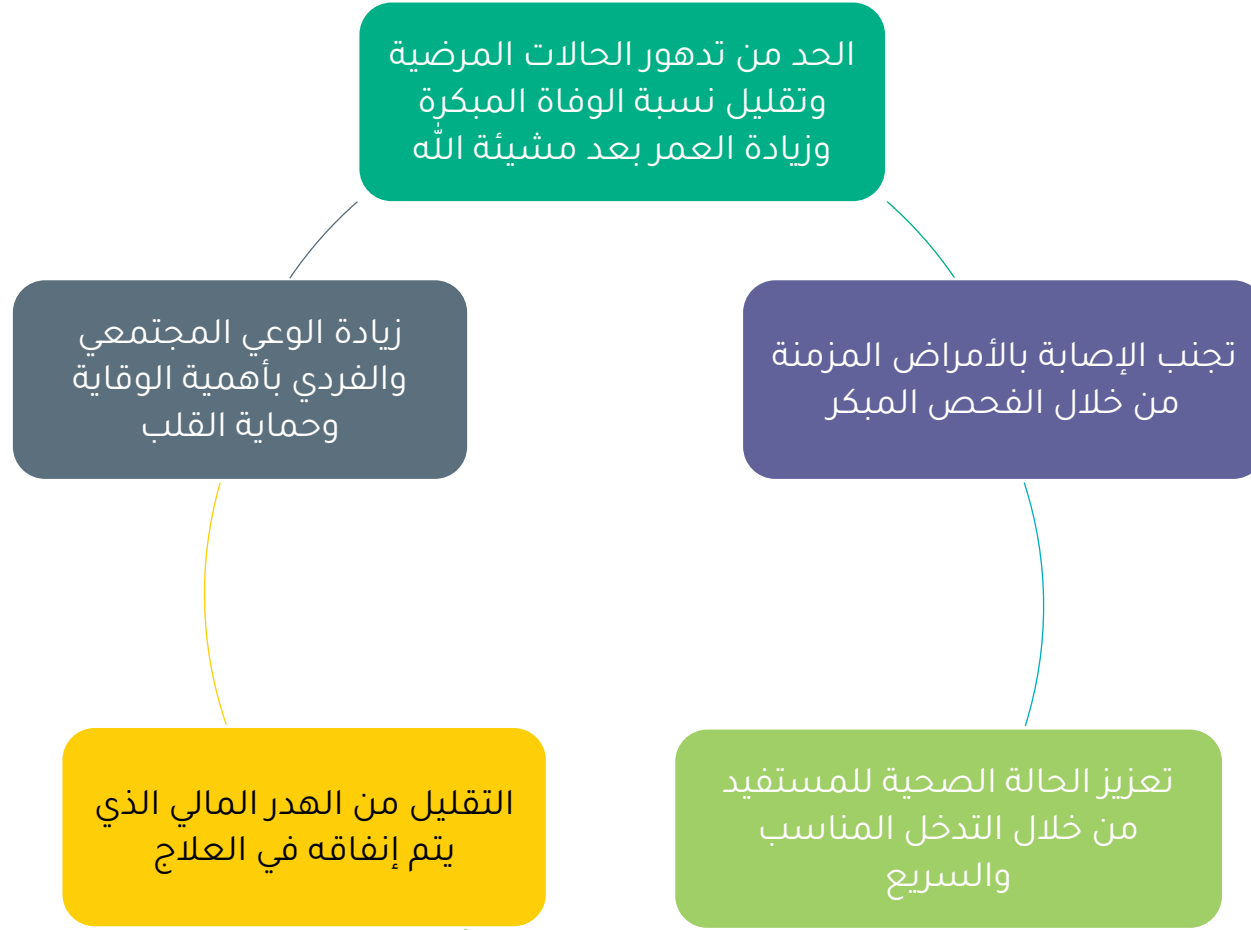 الحد من تدهور الحالات المرضية
وتقليل نسبة الوفاة المبكرة
وزيادة العمر بعد مشيئة الله
تجنب الإصابة بالأمراض المزمنة
من خلال الفحص المبكر
تعزيز الحالة الصحية للمستفيد
من خلال التدخل المناسب
والسريع
التقليل من الهدر المالي الذي
يتم إنفاقه في العلاج
زيادة الوعي المجتمعي
والفردي بأهمية الوقاية
وحماية القلب